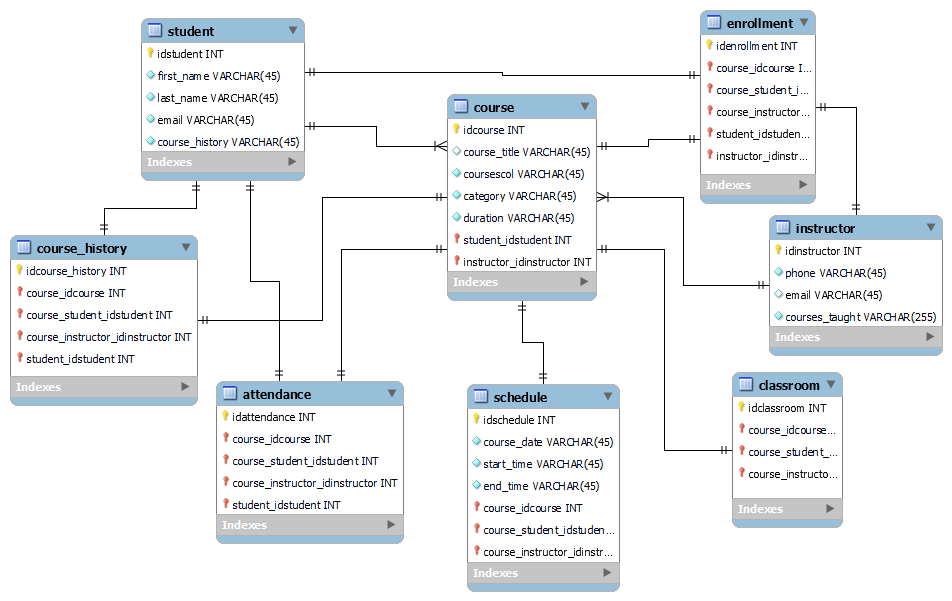 student
idstudent INT
first_name VARCHAR(45)
last_name VARCHAR(45)
email VARCHAR(45)
course_history VARCHAR(45)
Indexes
enrollment
idenrollment INT
course_idcourse I...
course_student_i...
course_instructor...
student_idstuden...
instructor_idinstr...
Indexes
course
idcourse INT
course_title VARCHAR(45)
coursescol VARCHAR(45)
category VARCHAR(45)
duration VARCHAR(45)
student_idstudent INT
instructor_idinstructor INT
Indexes
instructor
idinstructor INT
phone VARCHAR(45)
email VARCHAR(45)
courses_taught VARCHAR(255)
Indexes
course_history
idcourse_history INT
course_idcourse INT
course_student_idstudent INT
course_instructor_idinstructor INT
student_idstudent INT
Indexes
attendance
idattendance INT
course_idcourse INT
course_student_idstudent INT
course_instructor_idinstructor INT
student_idstudent INT
Indexes
schedule
idschedule INT
course_date VARCHAR(45)
start_time VARCHAR(45)
end_time VARCHAR(45)
course_idcourse INT
course_student_idstuden...
course_instructor_idinstr...
Indexes
classroom
idclassroom INT
course_idcourse...
course_student_...
course_instructo...
Indexes